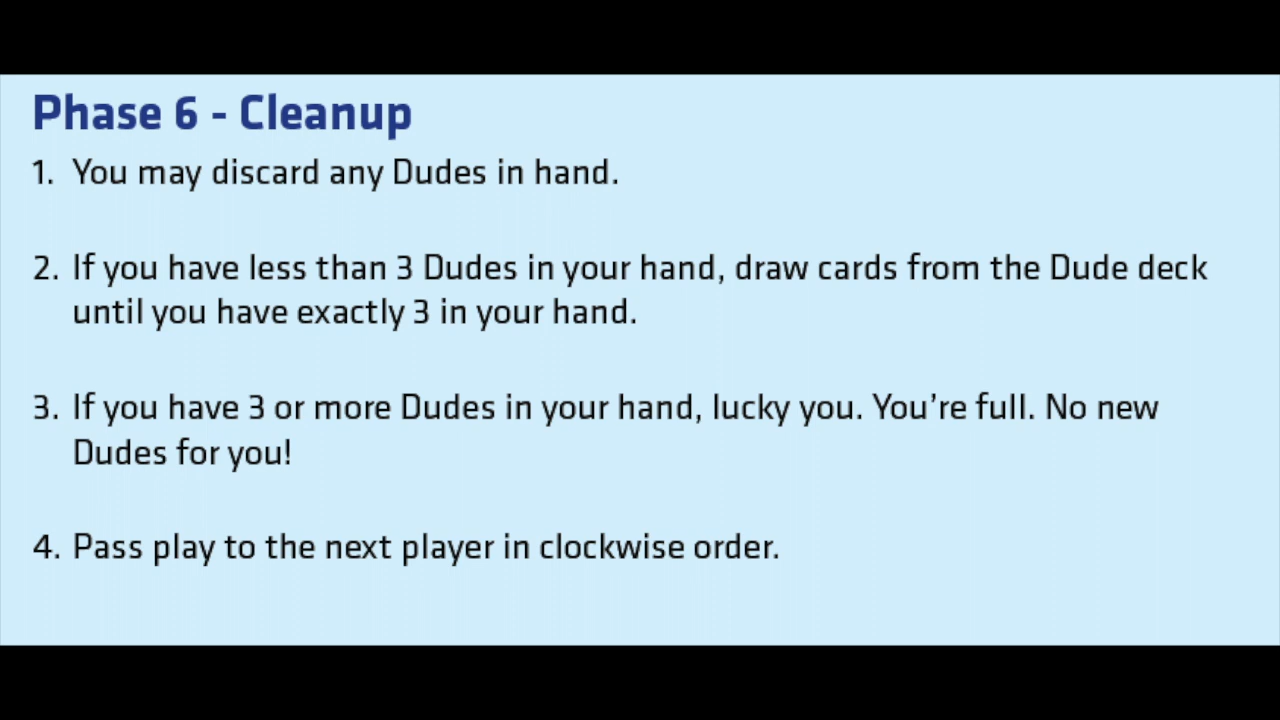 Phase 6 - Cleanup
1. You may discard any Dudes in hand.
2. If you have less than 3 Dudes in your hand, draw cards from the Dude deck
until you have exactly 3 in your hand.
3. If you have 3 or more Dudes in your hand, lucky you. You're full. No new
Dudes for you!
4. Pass play to the next player in clockwise order.